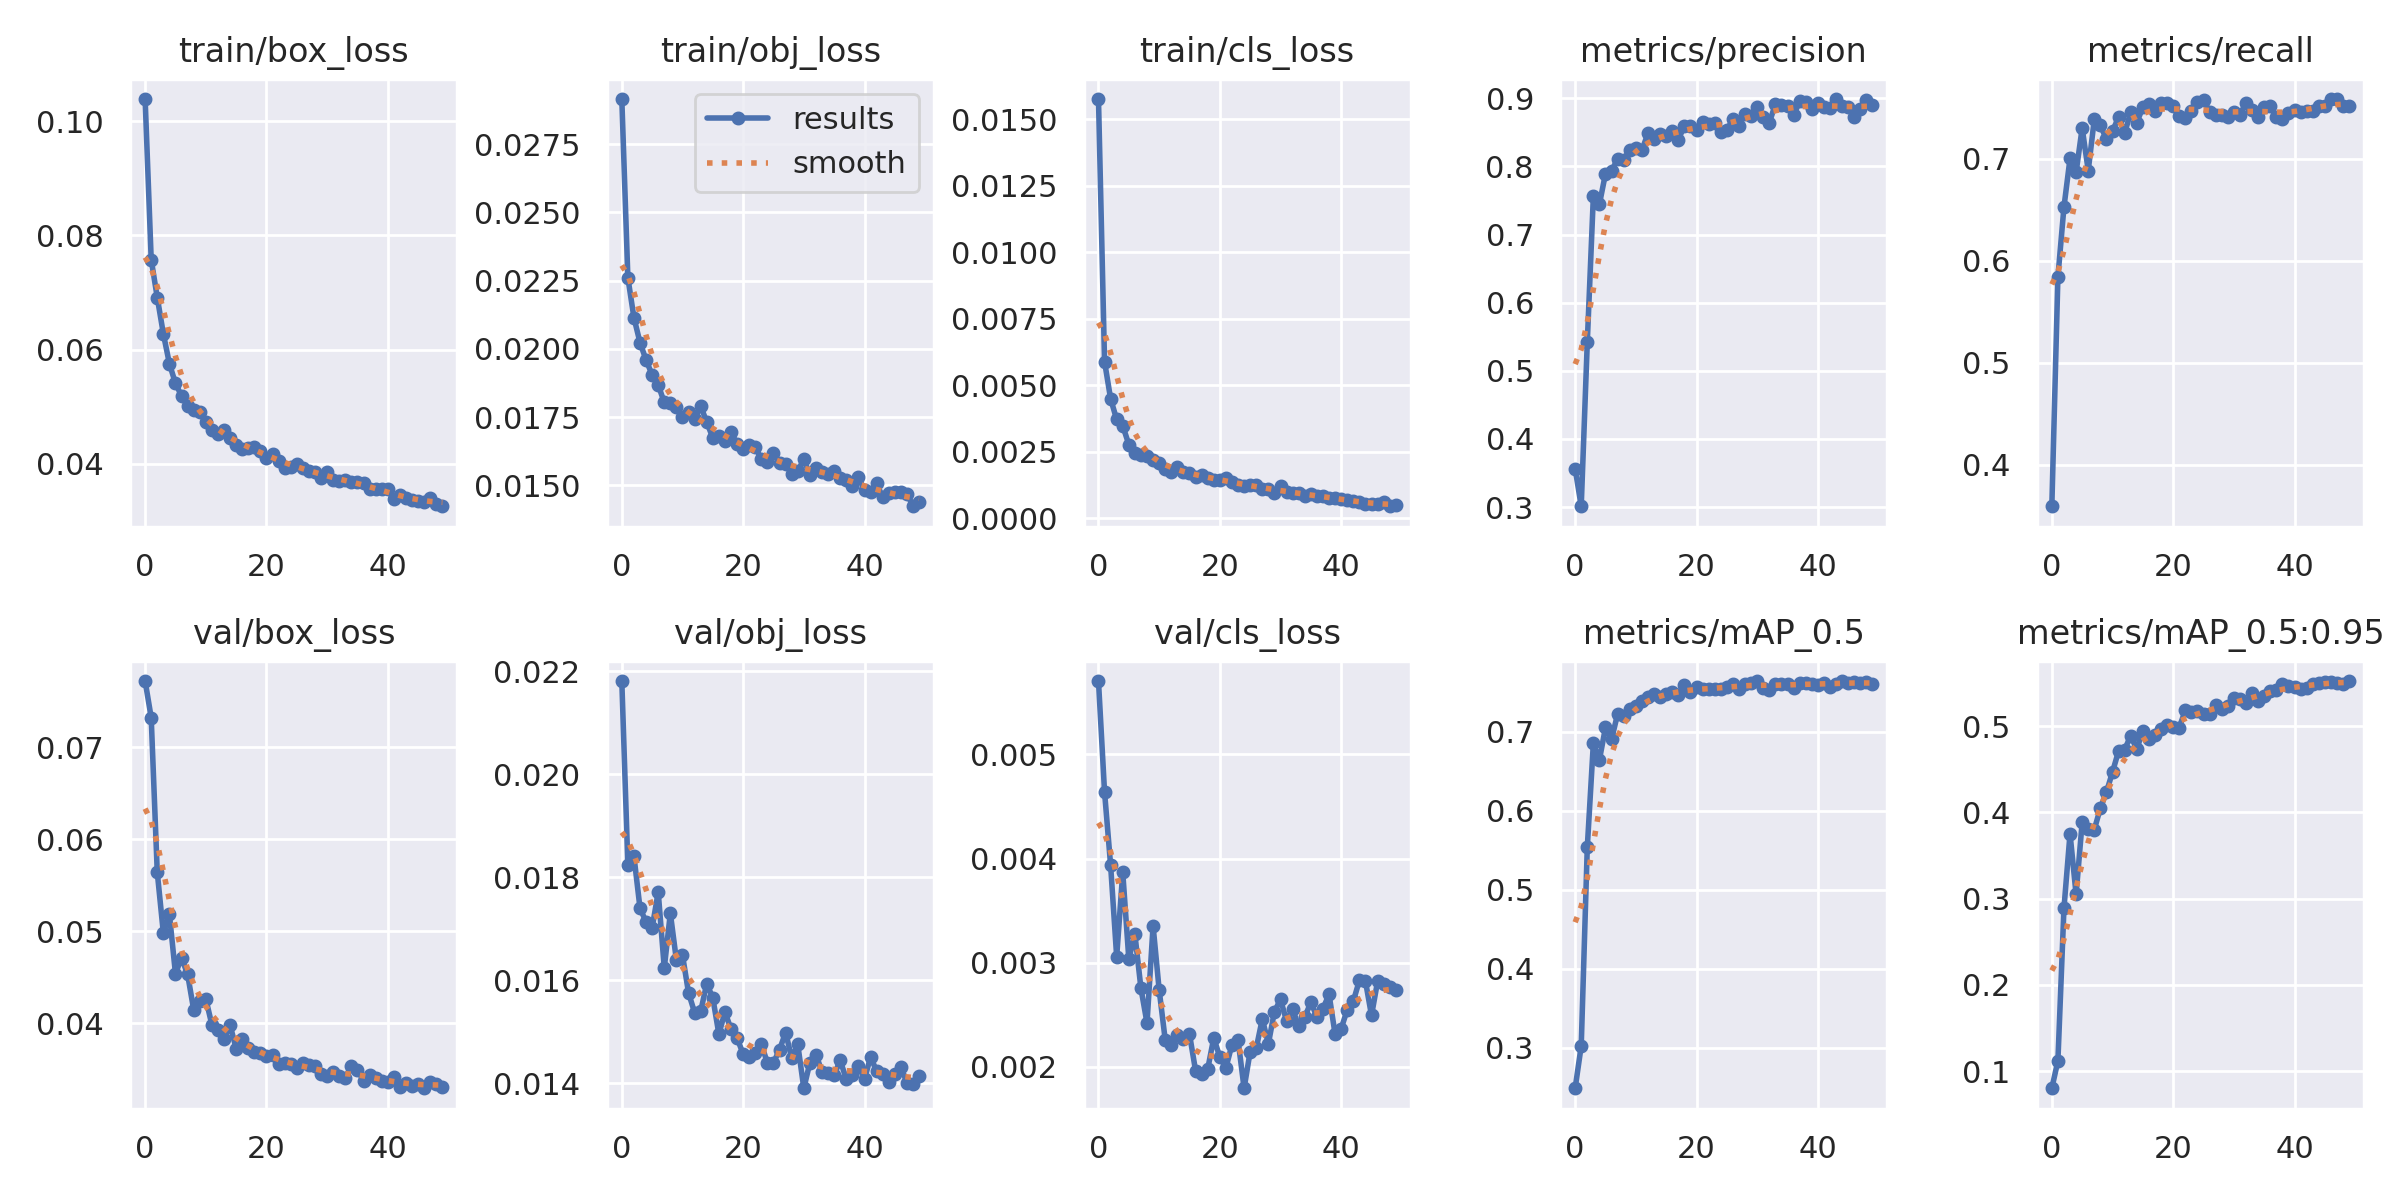 train/box_loss
0.10
0.08
0.06
0.04
0 20 40
train/obj_loss
results
smooth
0.0275
0.0250
0.0225
0.0200
0.0175
0.0150
0 20 40
train/cls_loss
0.0150
0.0125
0.0100
0.0075
0.0050
0.0025
0.0000
0 20 40
metrics/precision
0.9
0.8
0.7
0.6
0.5
0.4
0.3
0 20 40
metrics/recall
0.7
0.6
0.5
0.4
0 20 40
val/box_loss
0.07
0.06
0.05
0.04
0 20 40
val/obj_loss
0.022
0.020
0.018
0.016
0.014
0 20 40
val/cls_loss
0.005
0.004
0.003
0.002
0 20 40
metrics/mAP_0.5
0.7
0.6
0.5
0.4
0.3
0 20 40
metrics/mAP_0.5:0.95
0.5
0.4
0.3
0.2
0.1
0 20 40